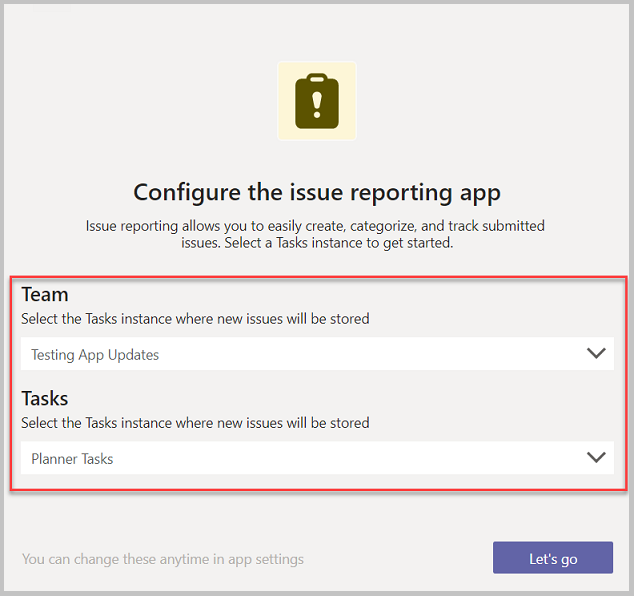 Configure the issue reporting app
Issue reporting allows you to easily create, categorize, and track submitted
issues. Select a Tasks instance to get started.
Team
Select the Tasks instance where new issues will be stored
Testing App Updates
Tasks
Select the Tasks instance where new issues will be stored
Planner Tasks
You can change these anytime in app settings
Let's go